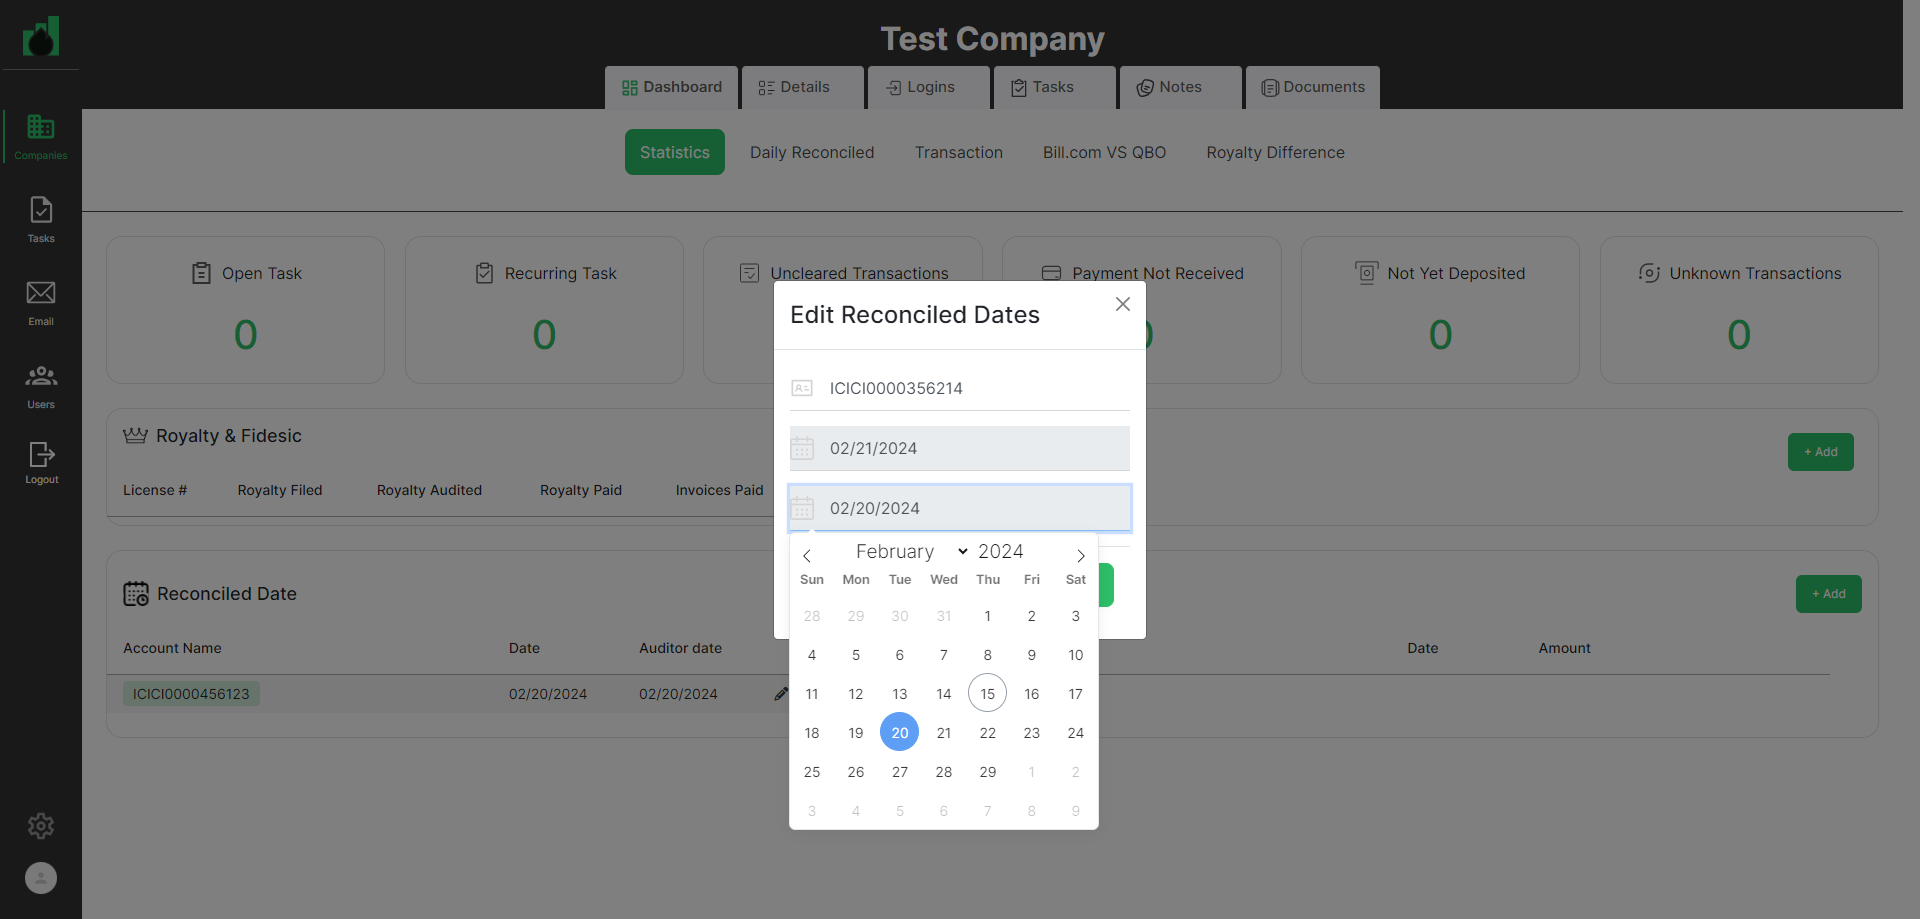 Test Company
Dashboard Details Logins Tasks Notes Documents
Companies
Statistics Daily Reconciled Transaction Bill.com VS QBO Royalty Difference
Tasks
Open Task Recurring Task Uncleared Transactions Payment Not Received Not Yet Deposited Unknown Transactions
0 0 0 0
Email
Edit Reconciled Dates
ICICI0000356214
Users
Royalty & Fidesic
+ Add
02/21/2024
Logout
License # Royalty Filed Royalty Audited Royalty Paid Invoices Paid
02/20/2024
February 2024
Sun Mon Tue Wed Thu Fri Sat
Reconciled Date
+ Add
28 29 30 31 1 2 3
Account Name Date Auditor date Date Amount
4 5 6 7 8 9 10
ICICI0000456123 02/20/2024 02/20/2024
11 12 13 14 15 16 17
18 19 20 21 22 23 24
25 26 27 28 29 1 2
3 4 5 6 7 8 9